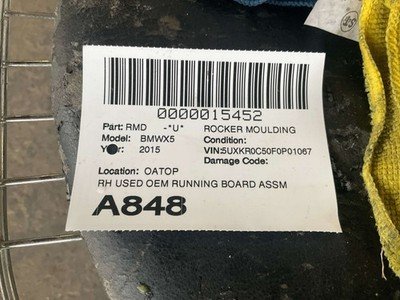 0000015452
Part: RMD -*U* ROCKER MOULDING
Model: BMWX5 Condition:
Year: 2015 VIN:5UXKR0C50F0P01067
Damage Code:
Location: OATOP
RH USED OEM RUNNING BOARD ASSM
A848